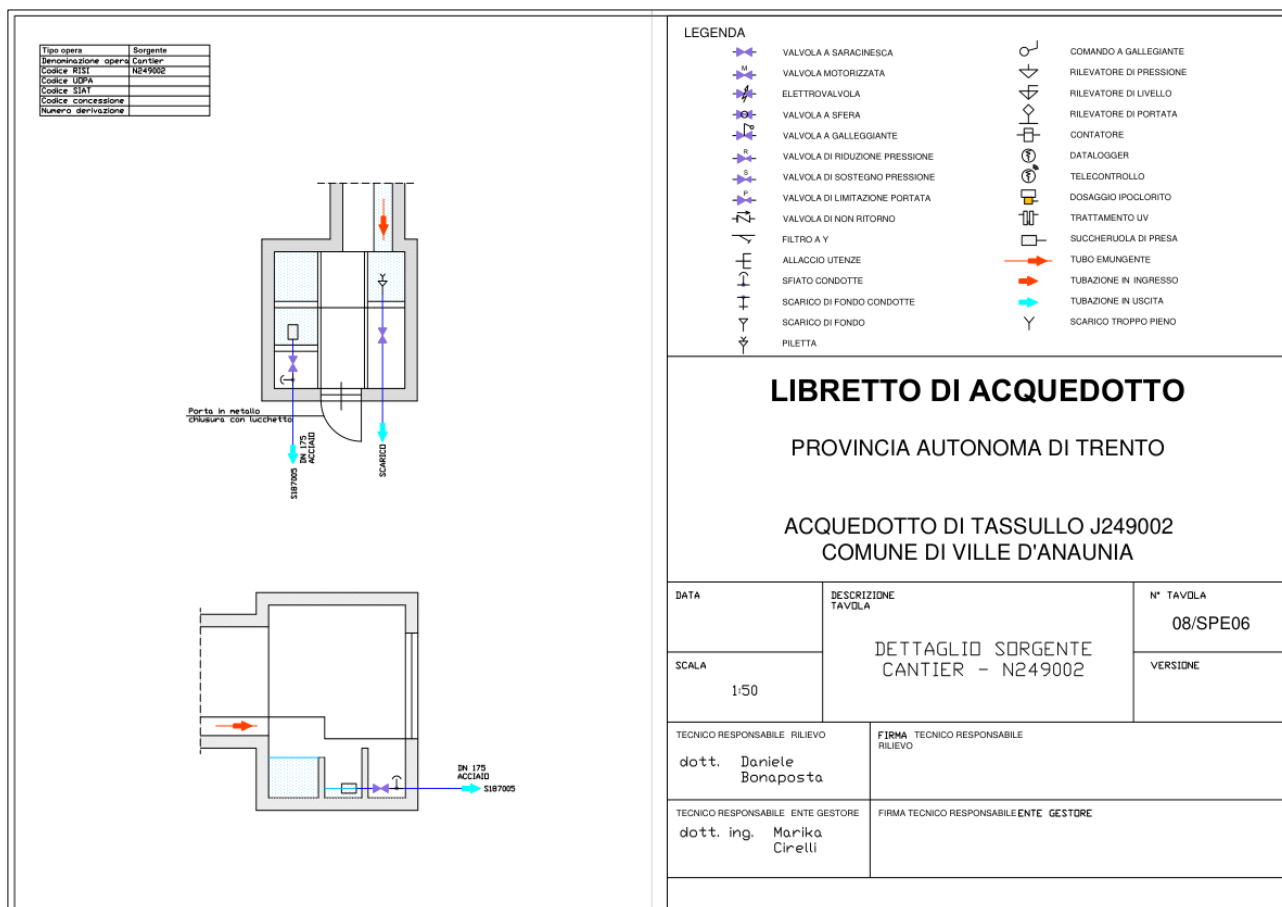 Tipo opera Sorgente
Denominazione opera Cantier
Codice RISI N249002
Codice UOPA
Codice SIAT
Codice concessione
Numero derivazione
Porta in metallo
chiusura con lucchetto
S187005
DN 175
ACCIAIO
SCARICO
DN 175
ACCIAIO
S187005
LEGENDA
VALVOLA A SARACINESCA
M
VALVOLA MOTORIZZATA
ELETTROVALVOLA
VALVOLA A SFERA
VALVOLA A GALLEGGIANTE
R
VALVOLA DI RIDUZIONE PRESSIONE
S
VALVOLA DI SOSTEGNO PRESSIONE
P
VALVOLA DI LIMITAZIONE PORTATA
VALVOLA DI NON RITORNO
FILTRO A Y
ALLACCIO UTENZE
SFIATO CONDOTTE
SCARICO DI FONDO CONDOTTE
SCARICO DI FONDO
PILETTA
COMANDO A GALLEGIANTE
RILEVATORE DI PRESSIONE
RILEVATORE DI LIVELLO
RILEVATORE DI PORTATA
CONTATORE
DATALOGGER
TELECONTROLLO
DOSAGGIO IPOCLORITO
TRATTAMENTO UV
SUCCHERUOLA DI PRESA
TUBO EMUNGENTE
TUBAZIONE IN INGRESSO
TUBAZIONE IN USCITA
SCARICO TROPPO PIENO
LIBRETTO DI ACQUEDOTTO
PROVINCIA AUTONOMA DI TRENTO
ACQUEDOTTO DI TASSULLO J249002
COMUNE DI VILLE D'ANAUNIA
DATA
DESCRIZIONE
TAVOLA
DETTAGLIO SORGENTE
CANTIER - N249002
N° TAVOLA
08/SPE06
SCALA
1:50
VERSIONE
TECNICO RESPONSABILE RILIEVO
dott. Daniele
Bonaposta
FIRMA TECNICO RESPONSABILE
RILIEVO
TECNICO RESPONSABILE ENTE GESTORE
dott. ing. Marika
Cirelli
FIRMA TECNICO RESPONSABILE ENTE GESTORE